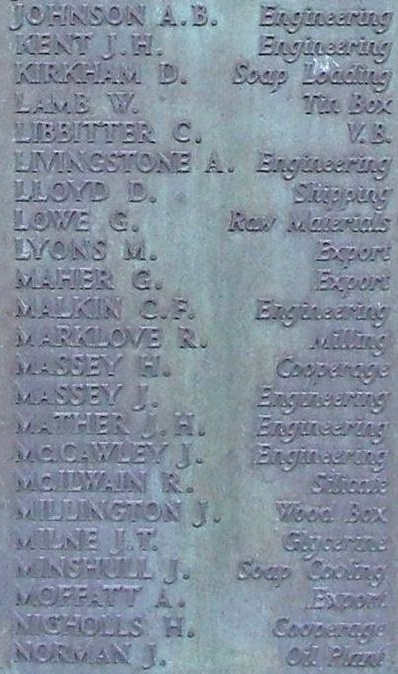 JOHNSON A.B. Engineering
KENT J.H. Engineering
KIRKHAM D. Soap Loading
LAMB W. Tin Box
LIBBITTER C. V.B.
LIVINGSTONE A. Engineering
LLOYD D. Shipping
LOWE G. Raw Materials
LYONS M. Export
MAHER G. Export
MALKIN C.F. Engineering
MARKLOVE R. Milling
MASSEY H. Cooperage
MASSEY J. Engineering
MATHER J.H. Engineering
McCAWLEY J. Engineering
McILWAIN R. Silicate
MILLINGTON J. Wood Box
MILNE J.T. Glycerine
MINSHULL J. Soap Cooling
MOFFATT A. Export
NICHOLLS H. Cooperage
NORMAN J. Oil Plant